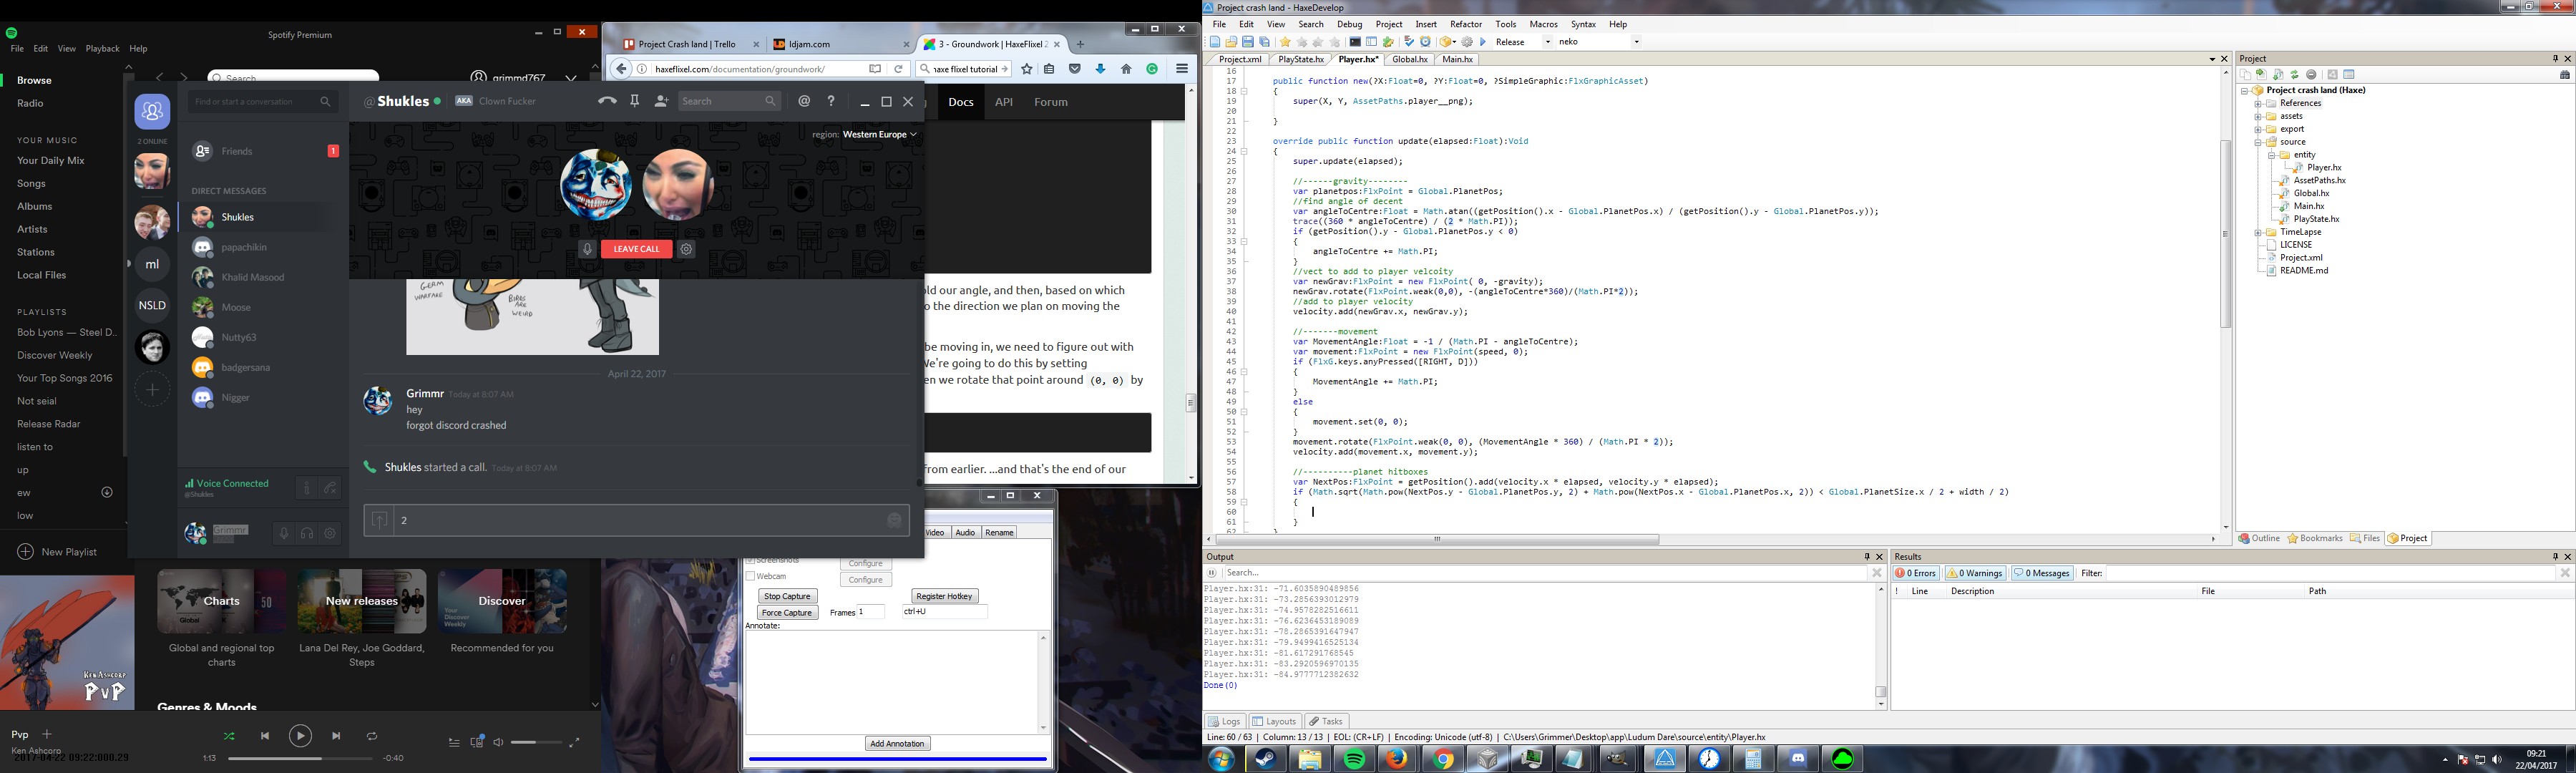 Spotify Premium
File Edit View Playback Help
Search
grimmd767
Browse
Radio
YOUR MUSIC
Your Daily Mix
Songs
Albums
Artists
Stations
Local Files
PLAYLISTS
Bob Lyons — Steel D..
Discover Weekly
Your Top Songs 2016
Not seial
Release Radar
listen to
up
ew
low
New Playlist
KEN ASHCORP
PvP
Charts
New releases
Discover
Global and regional top charts
Lana Del Rey, Joe Goddard, Steps
Recommended for you
Genres & Moods
Pvp
Ken Ashcorp
2017-04-22 09:22:000.29
1:13
-0:40
2 ONLINE
ml
NSLD
Find or start a conversation
Friends
1
DIRECT MESSAGES
Shukles
papachikin
Khalid Masood
Moose
Nutty63
badgersana
Nigger
Voice Connected
@Shukles
Grimmr
@Shukles
AKA Clown Fucker
Search
region: Western Europe
LEAVE CALL
GERM WARFARE
BIRDS ARE WEIRD
April 22, 2017
Grimmr Today at 8:07 AM
hey
forgot discord crashed
Shukles started a call. Today at 8:07 AM
2
Project Crash land | Trello
ldjam.com
3 - Groundwork | HaxeFlixel 2
haxeflixel.com/documentation/groundwork/
haxe flixel tutorial
Docs API Forum
old our angle, and then, based on which
o the direction we plan on moving the
be moving in, we need to figure out with
We're going to do this by setting
en we rotate that point around (0, 0) by
from earlier. ...and that's the end of our
Video Audio Rename
Screenshots Configure
Webcam Configure
Stop Capture Register Hotkey
Force Capture Frames 1 ctrl+U
Annotate:
Add Annotation
Project crash land - HaxeDevelop
File Edit View Search Debug Project Insert Refactor Tools Macros Syntax Help
Release neko
Project.xml PlayState.hx Player.hx* Global.hx Main.hx
16
17 public function new(?X:Float=0, ?Y:Float=0, ?SimpleGraphic:FlxGraphicAsset)
18 {
19 super(X, Y, AssetPaths.player__png);
20
21 }
22
23 override public function update(elapsed:Float):Void
24 {
25 super.update(elapsed);
26
27 //------gravity--------
28 var planetpos:FlxPoint = Global.PlanetPos;
29 //find angle of decent
30 var angleToCentre:Float = Math.atan((getPosition().x - Global.PlanetPos.x) / (getPosition().y - Global.PlanetPos.y));
31 trace((360 * angleToCentre) / (2 * Math.PI));
32 if (getPosition().y - Global.PlanetPos.y < 0)
33 {
34 angleToCentre += Math.PI;
35 }
36 //vect to add to player velcoity
37 var newGrav:FlxPoint = new FlxPoint( 0, -gravity);
38 newGrav.rotate(FlxPoint.weak(0,0), -(angleToCentre*360)/(Math.PI*2));
39 //add to player velocity
40 velocity.add(newGrav.x, newGrav.y);
41
42 //-------movement
43 var MovementAngle:Float = -1 / (Math.PI - angleToCentre);
44 var movement:FlxPoint = new FlxPoint(speed, 0);
45 if (FlxG.keys.anyPressed([RIGHT, D]))
46 {
47 MovementAngle += Math.PI;
48 }
49 else
50 {
51 movement.set(0, 0);
52 }
53 movement.rotate(FlxPoint.weak(0, 0), (MovementAngle * 360) / (Math.PI * 2));
54 velocity.add(movement.x, movement.y);
55
56 //----------planet hitboxes
57 var NextPos:FlxPoint = getPosition().add(velocity.x * elapsed, velocity.y * elapsed);
58 if (Math.sqrt(Math.pow(NextPos.y - Global.PlanetPos.y, 2) + Math.pow(NextPos.x - Global.PlanetPos.x, 2)) < Global.PlanetSize.x / 2 + width / 2)
59 {
60
61 }
62 }
Project
Project crash land (Haxe)
References
assets
export
source
entity
Player.hx
AssetPaths.hx
Global.hx
Main.hx
PlayState.hx
TimeLapse
LICENSE
Project.xml
README.md
Outline Bookmarks Files Project
Output
Search...
Player.hx:31: -71.6035890489856
Player.hx:31: -73.2856393012979
Player.hx:31: -74.9578282516611
Player.hx:31: -76.6236453189089
Player.hx:31: -78.2865391647947
Player.hx:31: -79.9499416525134
Player.hx:31: -81.617291768545
Player.hx:31: -83.2920596970135
Player.hx:31: -84.9777712382632
Done(0)
Results
0 Errors 0 Warnings 0 Messages Filter:
! Line Description File Path
Logs Layouts Tasks
Line: 60 / 63 | Column: 13 / 13 | EOL: (CR+LF) | Encoding: Unicode (utf-8) | C:\Users\Grimmer\Desktop\app\Ludum Dare\source\entity\Player.hx
09:21
22/04/2017